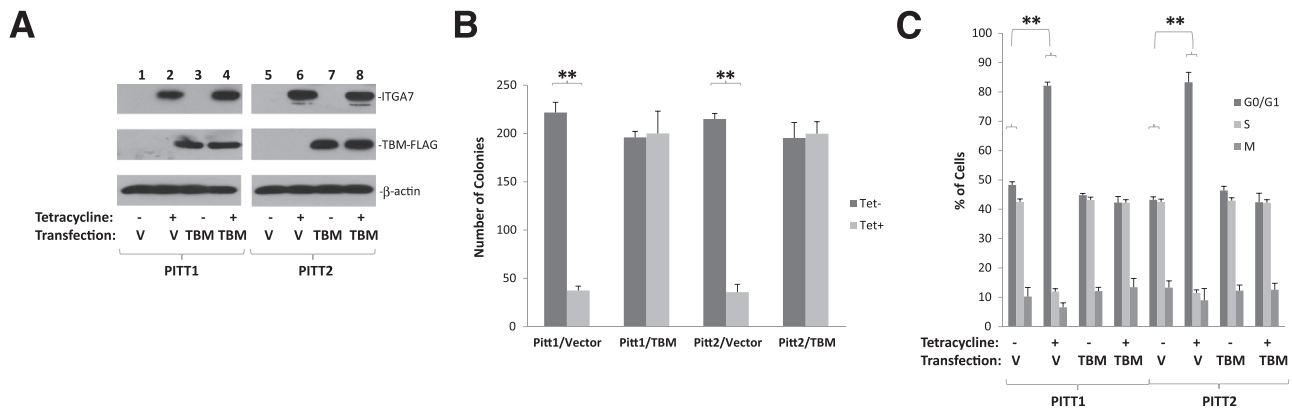 A
1 2 3 4 5 6 7 8
-ITGA7
-TBM-FLAG
-β-actin
Tetracycline: - + - + - + - +
Transfection: V V TBM TBM V V TBM TBM
PITT1 PITT2
B
Number of Colonies
250
200
150
100
50
0
** **
Tet-
Tet+
Pitt1/Vector Pitt1/TBM Pitt2/Vector Pitt2/TBM
C
% of Cells
100
90
80
70
60
50
40
30
20
10
0
** **
G0/G1
S
M
Tetracycline: - + - + - + - +
Transfection: V V TBM TBM V V TBM TBM
PITT1 PITT2